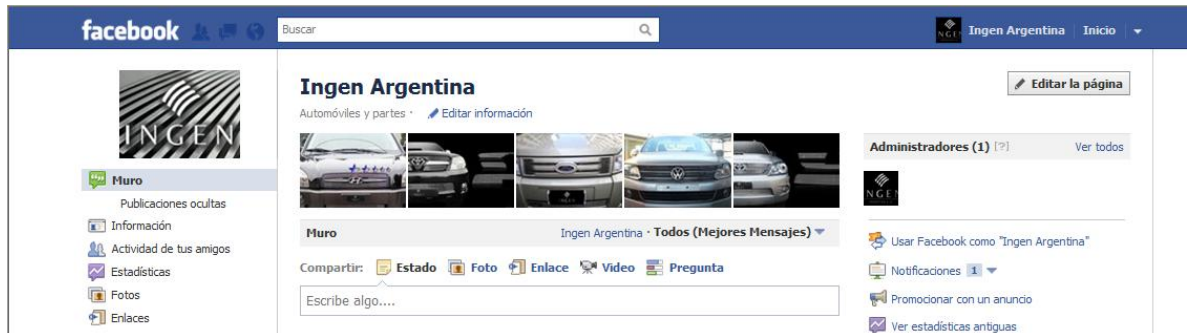 facebook
Buscar
Ingen Argentina
Inicio
INGEN
Muro
Publicaciones ocultas
Información
Actividad de tus amigos
Estadísticas
Fotos
Enlaces
Ingen Argentina
Automóviles y partes ·
Editar información
Muro
Ingen Argentina · Todos (Mejores Mensajes)
Compartir: Estado Foto Enlace Video Pregunta
Escribe algo....
Editar la página
Administradores (1) [?] Ver todos
Usar Facebook como "Ingen Argentina"
Notificaciones 1
Promocionar con un anuncio
Ver estadísticas antiguas